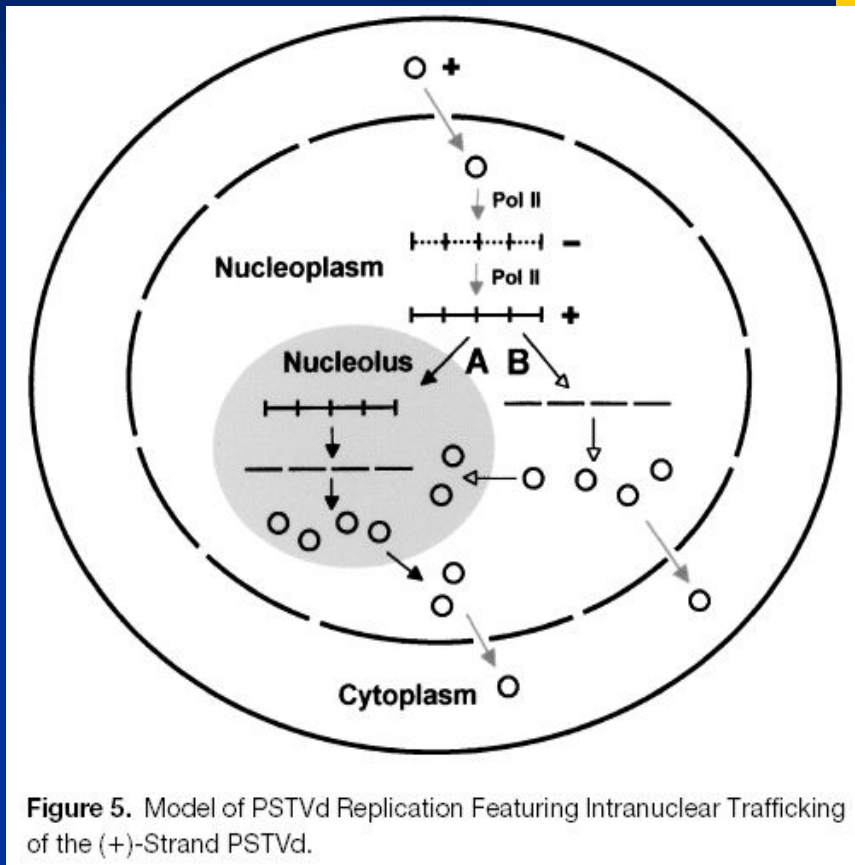 +
Pol II
−
Nucleoplasm
Pol II
+
Nucleolus
A B
Cytoplasm
Figure 5. Model of PSTVd Replication Featuring Intranuclear Trafficking
of the (+)-Strand PSTVd.